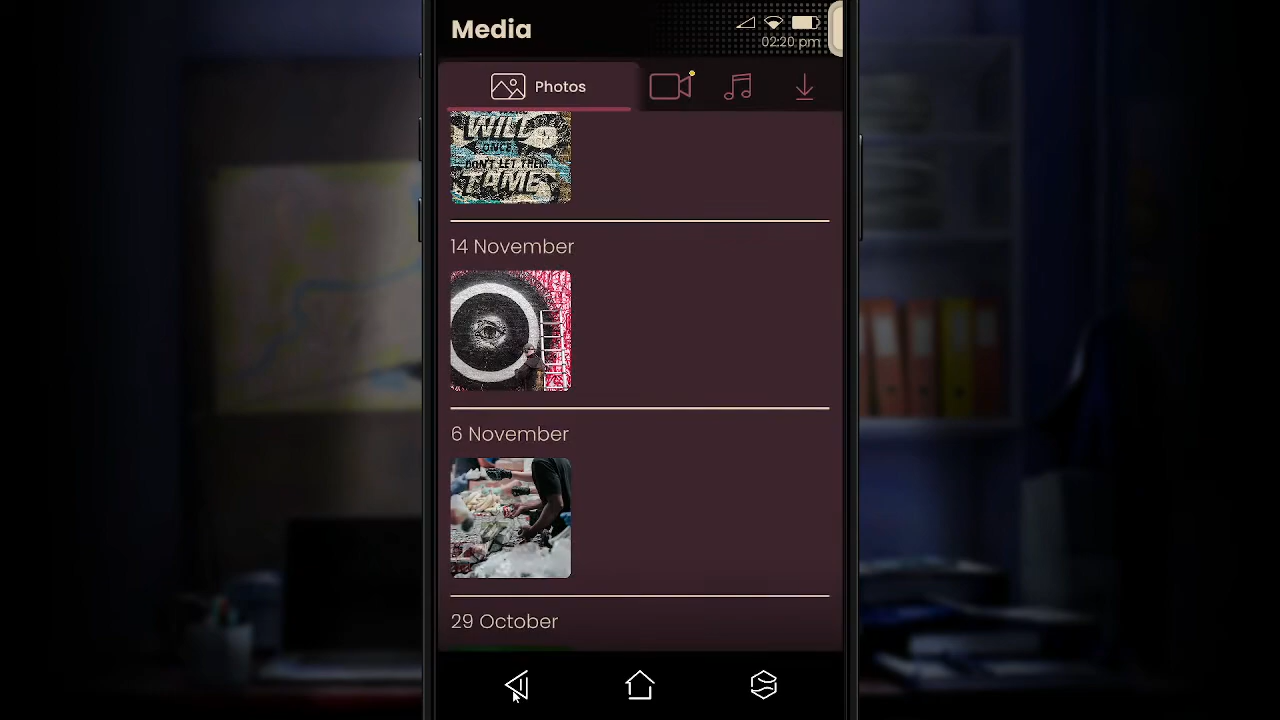 Media
02:20 pm
Photos
WILL
ONCE
DON'T LET THEM
TAME
14 November
6 November
29 October